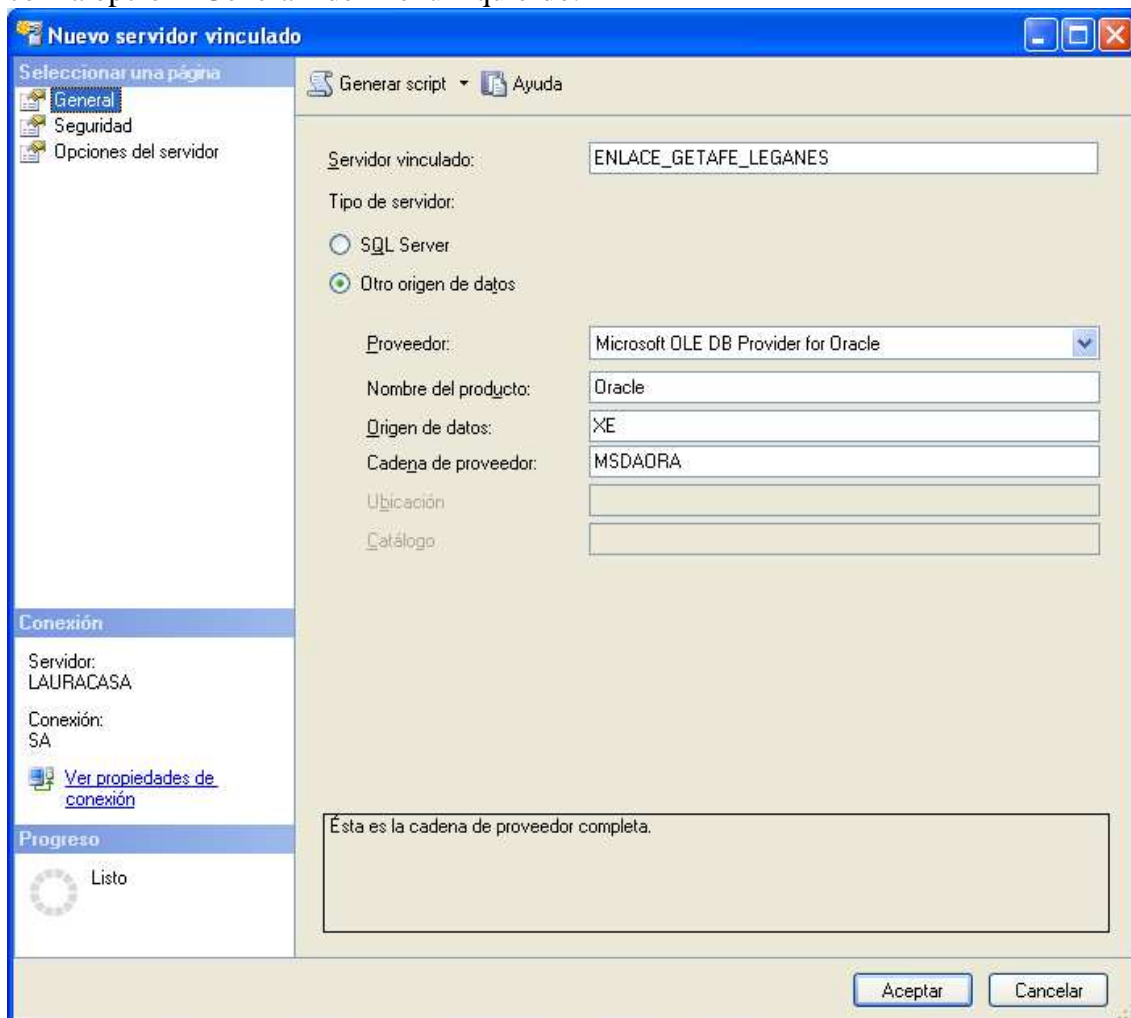 Nuevo servidor vinculado
Seleccionar una página
General
Seguridad
Opciones del servidor
Generar script
Ayuda
Servidor vinculado:
ENLACE_GETAFE_LEGANES
Tipo de servidor:
SQL Server
Otro origen de datos
Proveedor:
Microsoft OLE DB Provider for Oracle
Nombre del producto:
Oracle
Origen de datos:
XE
Cadena de proveedor:
MSDAORA
Ubicación
Catálogo
Conexión
Servidor:
LAURACASA
Conexión:
SA
Ver propiedades de
conexión
Progreso
Listo
Ésta es la cadena de proveedor completa.
Aceptar
Cancelar